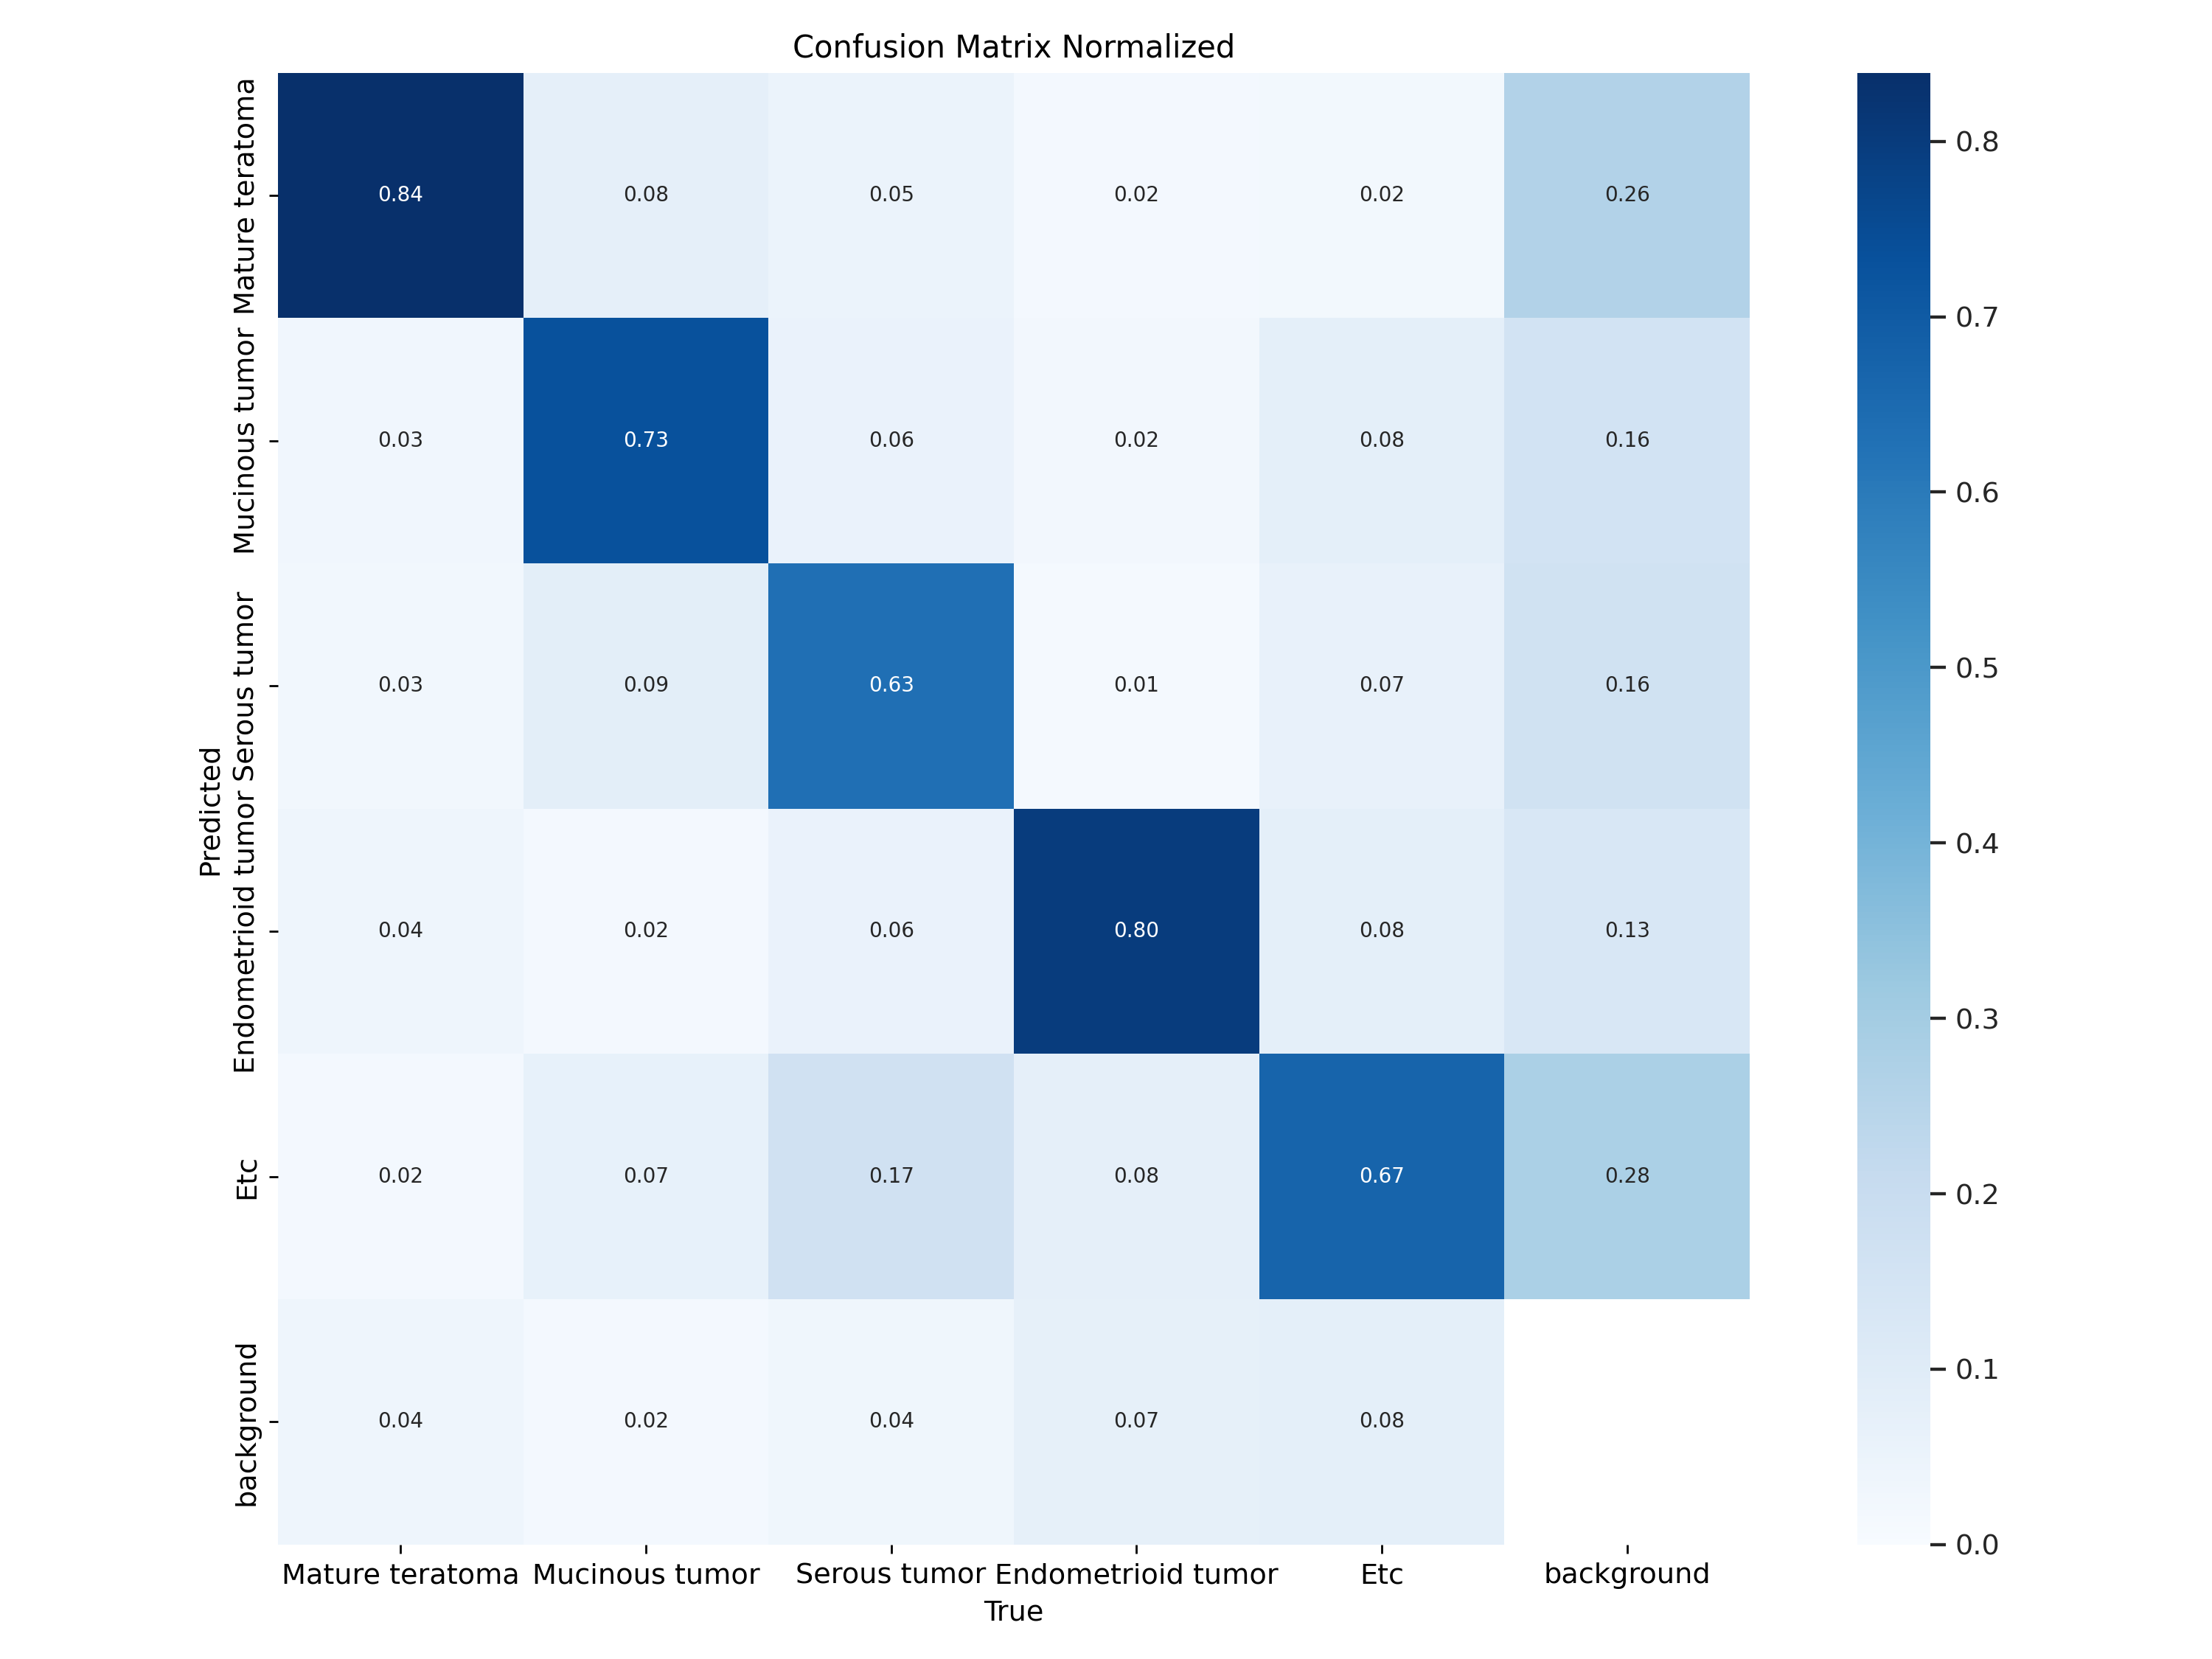 Confusion Matrix Normalized
Mature teratoma
0.84 0.08 0.05 0.02 0.02 0.26
Mucinous tumor
0.03 0.73 0.06 0.02 0.08 0.16
Serous tumor
0.03 0.09 0.63 0.01 0.07 0.16
Endometrioid tumor
0.04 0.02 0.06 0.80 0.08 0.13
Etc
0.02 0.07 0.17 0.08 0.67 0.28
background
0.04 0.02 0.04 0.07 0.08
Predicted
Mature teratoma Mucinous tumor Serous tumor Endometrioid tumor Etc background
True
0.8
0.7
0.6
0.5
0.4
0.3
0.2
0.1
0.0